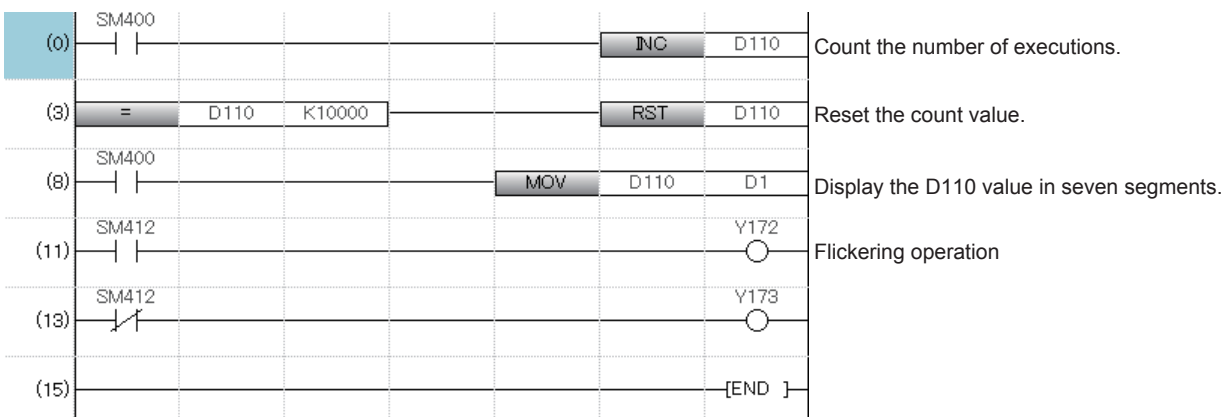 SM400
(0) INC D110 Count the number of executions.
(3) = D110 K10000 RST D110 Reset the count value.
SM400
(8) MOV D110 D1 Display the D110 value in seven segments.
SM412 Y172
(11) Flickering operation
SM412 Y173
(13)
(15) [END ]